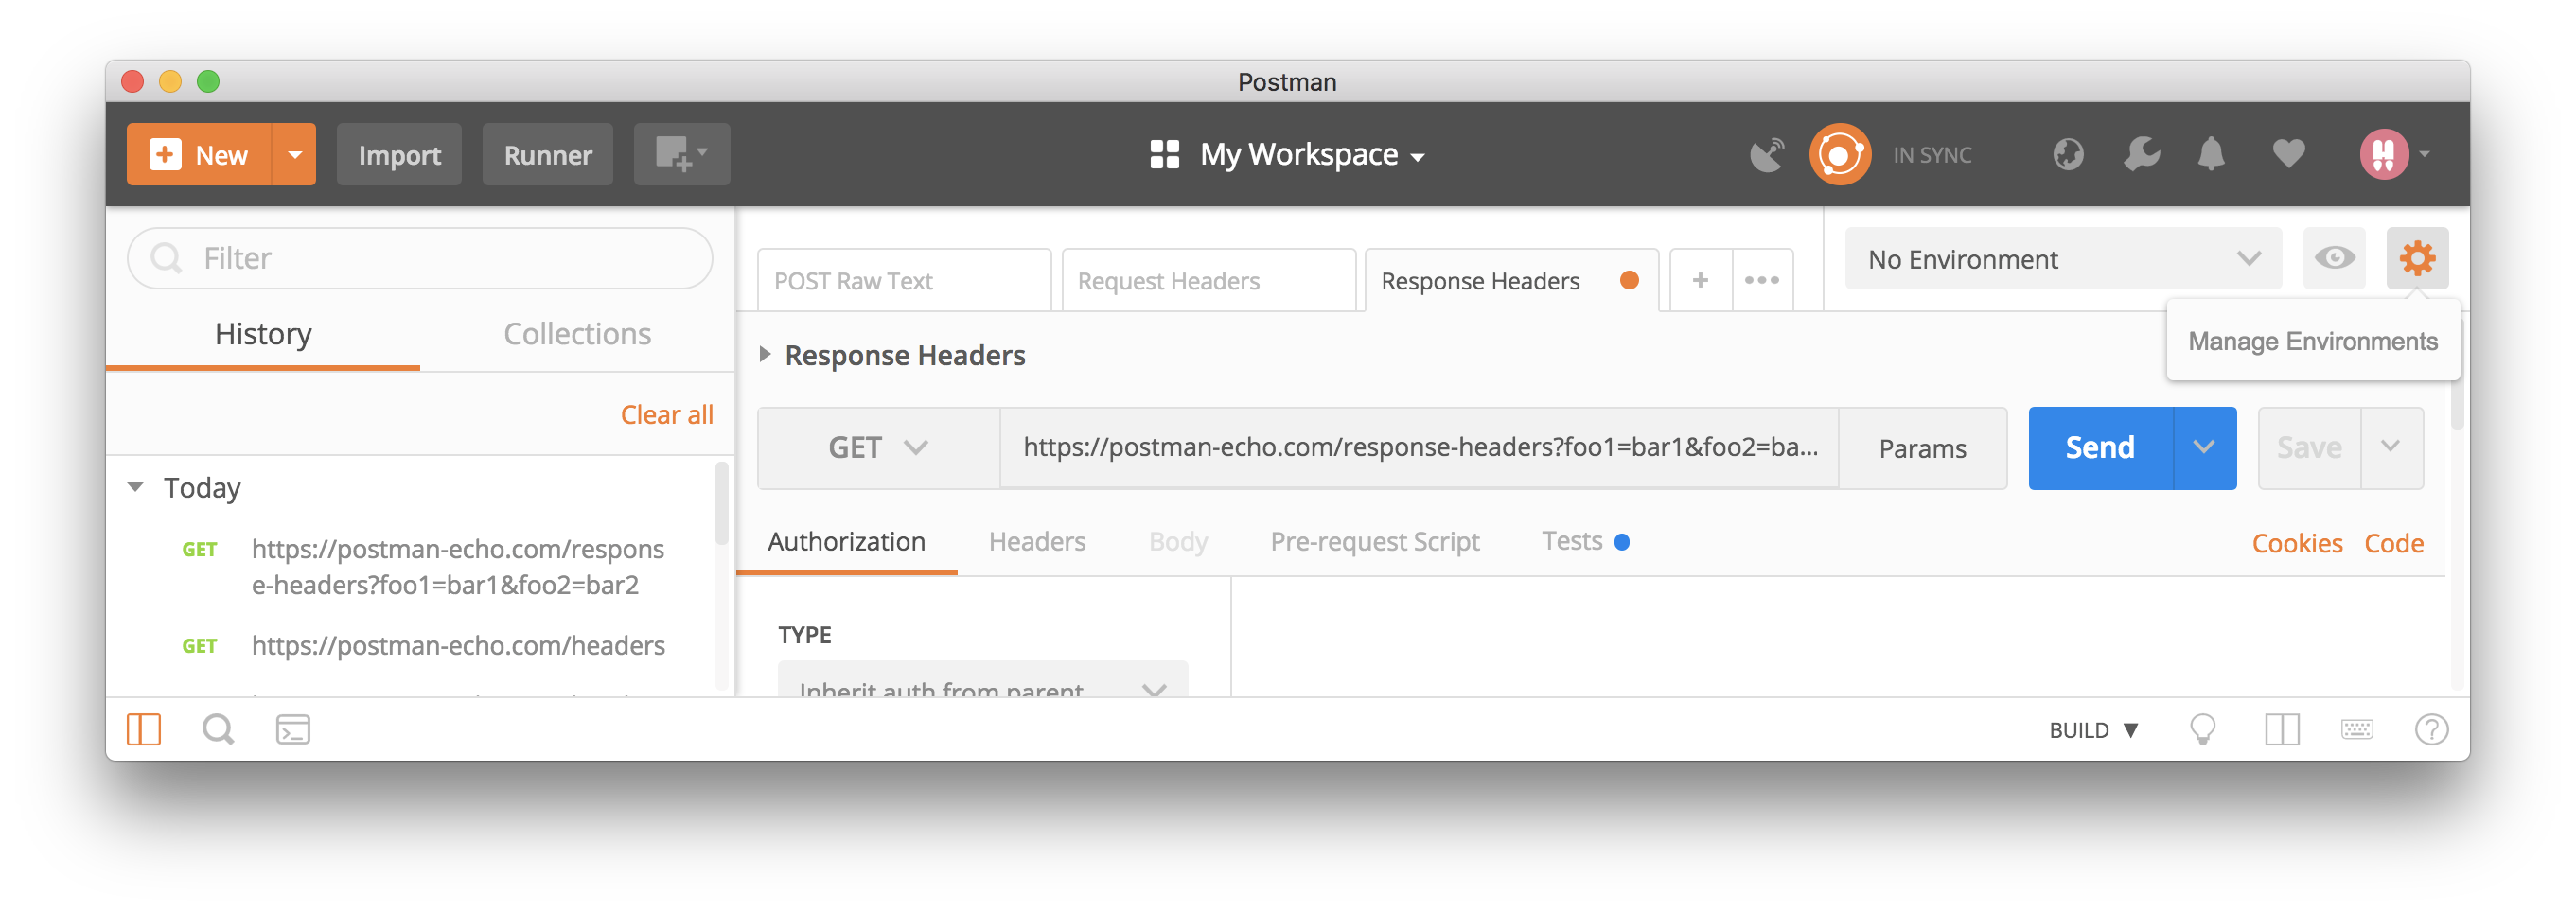 Postman
New
Import
Runner
My Workspace
IN SYNC
Filter
History
Collections
Clear all
Today
GET
https://postman-echo.com/respons
e-headers?foo1=bar1&foo2=bar2
GET
https://postman-echo.com/headers
POST Raw Text
Request Headers
Response Headers
+
•••
No Environment
Manage Environments
Response Headers
GET
https://postman-echo.com/response-headers?foo1=bar1&foo2=ba...
Params
Send
Save
Authorization
Headers
Body
Pre-request Script
Tests
Cookies
Code
TYPE
Inherit auth from parent
BUILD